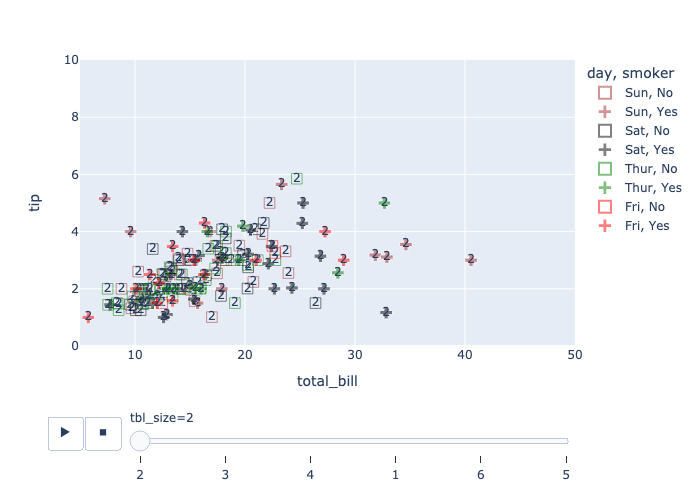 10
8
6
4
2
0
tip
10
20
30
40
50
total_bill
day, smoker
Sun, No
Sun, Yes
Sat, No
Sat, Yes
Thur, No
Thur, Yes
Fri, No
Fri, Yes
tbl_size=2
2
3
4
1
6
5